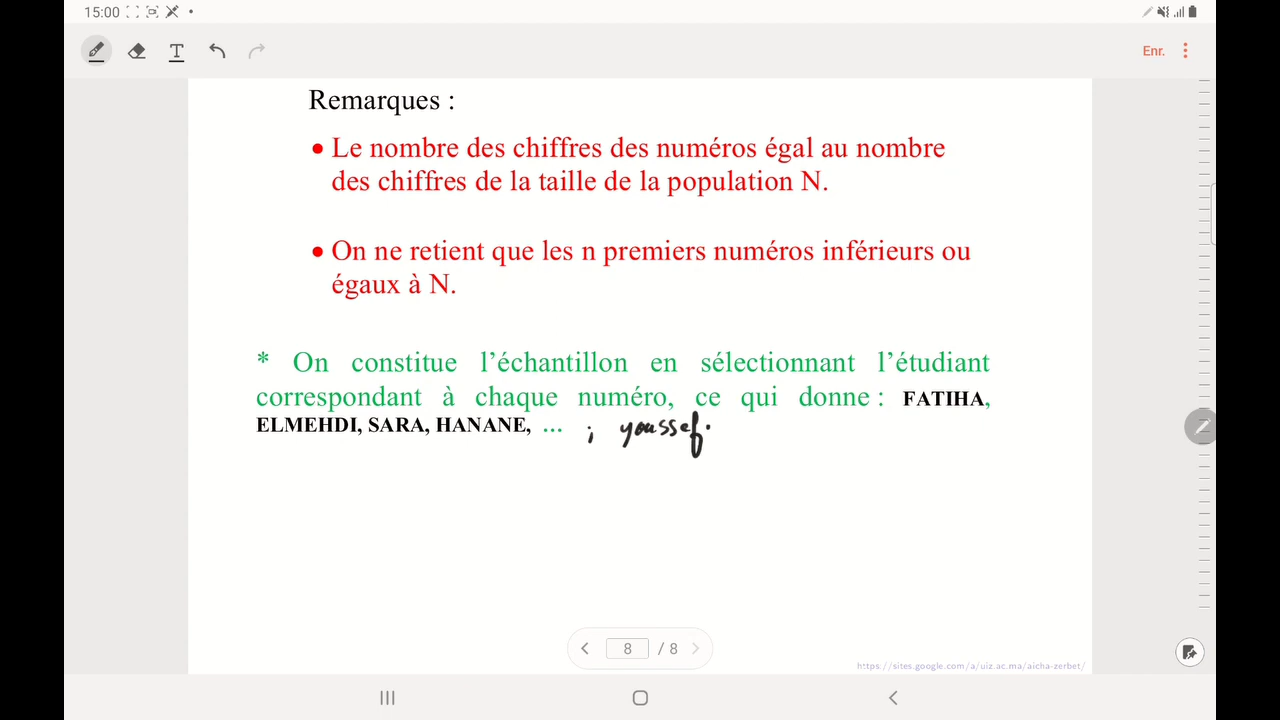 15:00
Enr.
Remarques :
• Le nombre des chiffres des numéros égal au nombre
des chiffres de la taille de la population N.
• On ne retient que les n premiers numéros inférieurs ou
égaux à N.
* On constitue l’échantillon en sélectionnant l’étudiant
correspondant à chaque numéro, ce qui donne : FATIHA,
ELMEHDI, SARA, HANANE, ... ; youssef.
8 / 8
https://sites.google.com/a/uiz.ac.ma/aicha-zerbet/